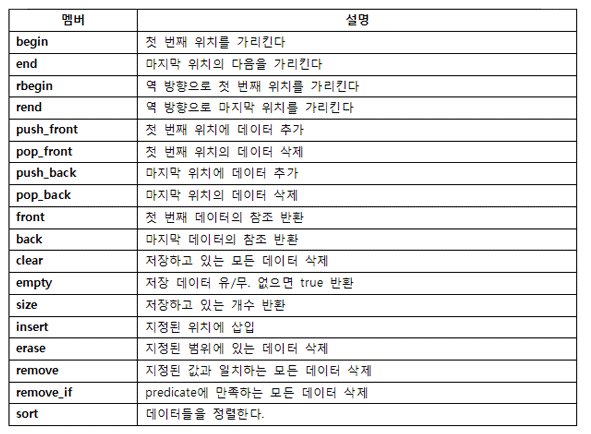 멤버 설명
begin 첫 번째 위치를 가리킨다
end 마지막 위치의 다음을 가리킨다
rbegin 역 방향으로 첫 번째 위치를 가리킨다
rend 역 방향으로 마지막 위치를 가리킨다
push_front 첫 번째 위치에 데이터 추가
pop_front 첫 번째 위치의 데이터 삭제
push_back 마지막 위치에 데이터 추가
pop_back 마지막 위치의 데이터 삭제
front 첫 번째 데이터의 참조 반환
back 마지막 데이터의 참조 반환
clear 저장하고 있는 모든 데이터 삭제
empty 저장 데이터 유/무. 없으면 true 반환
size 저장하고 있는 개수 반환
insert 지정된 위치에 삽입
erase 지정된 범위에 있는 데이터 삭제
remove 지정된 값과 일치하는 모든 데이터 삭제
remove_if predicate에 만족하는 모든 데이터 삭제
sort 데이터들을 정렬한다.